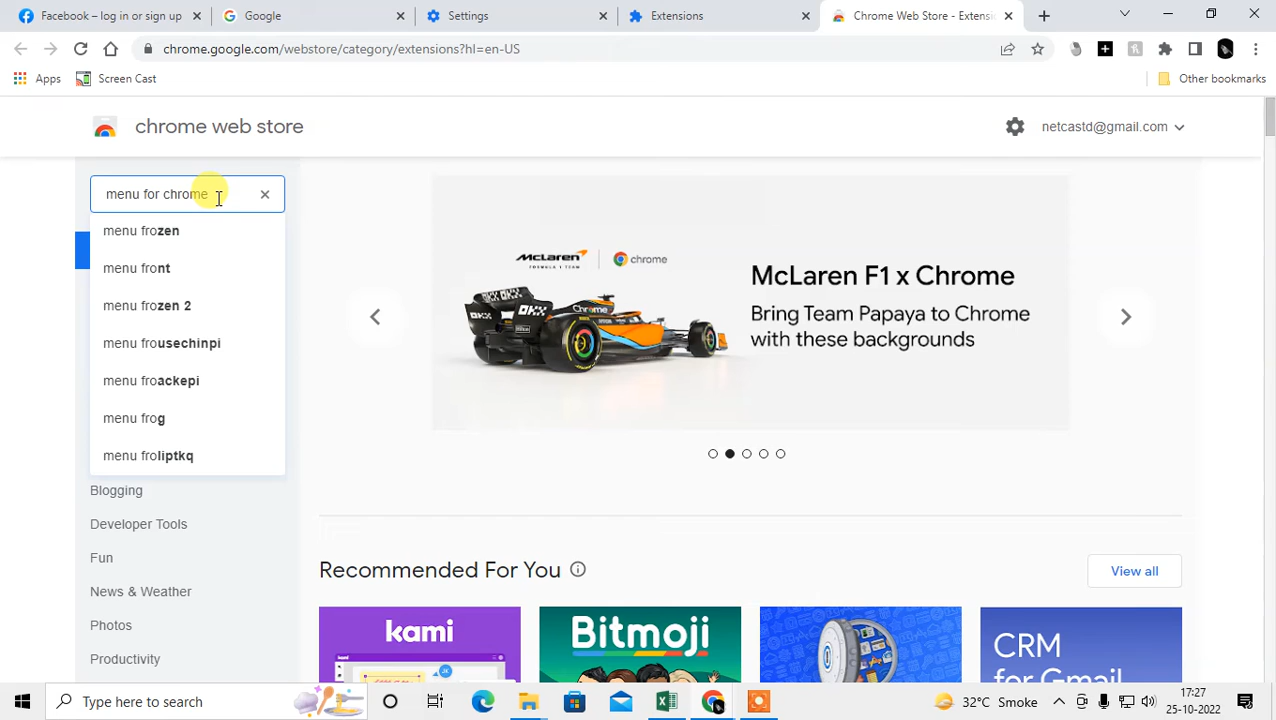 Facebook – log in or sign up
Google
Settings
Extensions
Chrome Web Store - Extensi
chrome.google.com/webstore/category/extensions?hl=en-US
Apps
Screen Cast
Other bookmarks
chrome web store
netcastd@gmail.com
menu for chrome
menu frozen
menu front
menu frozen 2
menu frousechinpi
menu froackepi
menu frog
menu froliptkq
McLaren
FORMULA 1 TEAM
chrome
McLaren F1 x Chrome
Bring Team Papaya to Chrome
with these backgrounds
OKX
chrome
Blogging
Developer Tools
Fun
News & Weather
Photos
Productivity
Recommended For You
View all
kami
JK
Bitmoji
CRM
for Gmail
Type here to search
32°C Smoke
17:27
25-10-2022